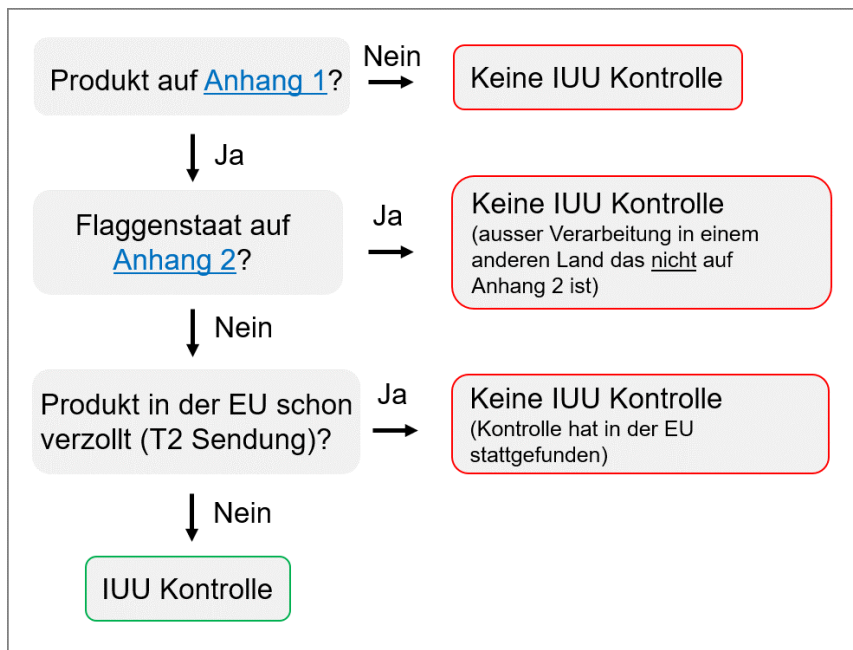 Produkt auf Anhang 1?
Nein
Keine IUU Kontrolle
Ja
Flaggenstaat auf
Anhang 2?
Ja
Keine IUU Kontrolle
(ausser Verarbeitung in einem
anderen Land das nicht auf
Anhang 2 ist)
Nein
Produkt in der EU schon
verzollt (T2 Sendung)?
Ja
Keine IUU Kontrolle
(Kontrolle hat in der EU
stattgefunden)
Nein
IUU Kontrolle